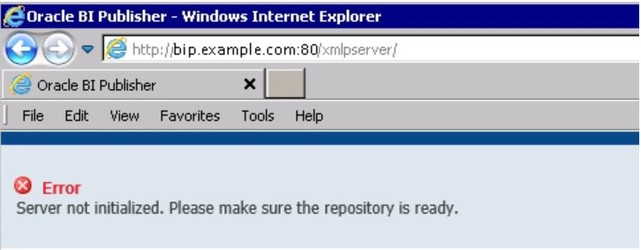 Oracle BI Publisher - Windows Internet Explorer
http://bip.example.com:80/xmlpserver/
Oracle BI Publisher
File Edit View Favorites Tools Help
Error
Server not initialized. Please make sure the repository is ready.